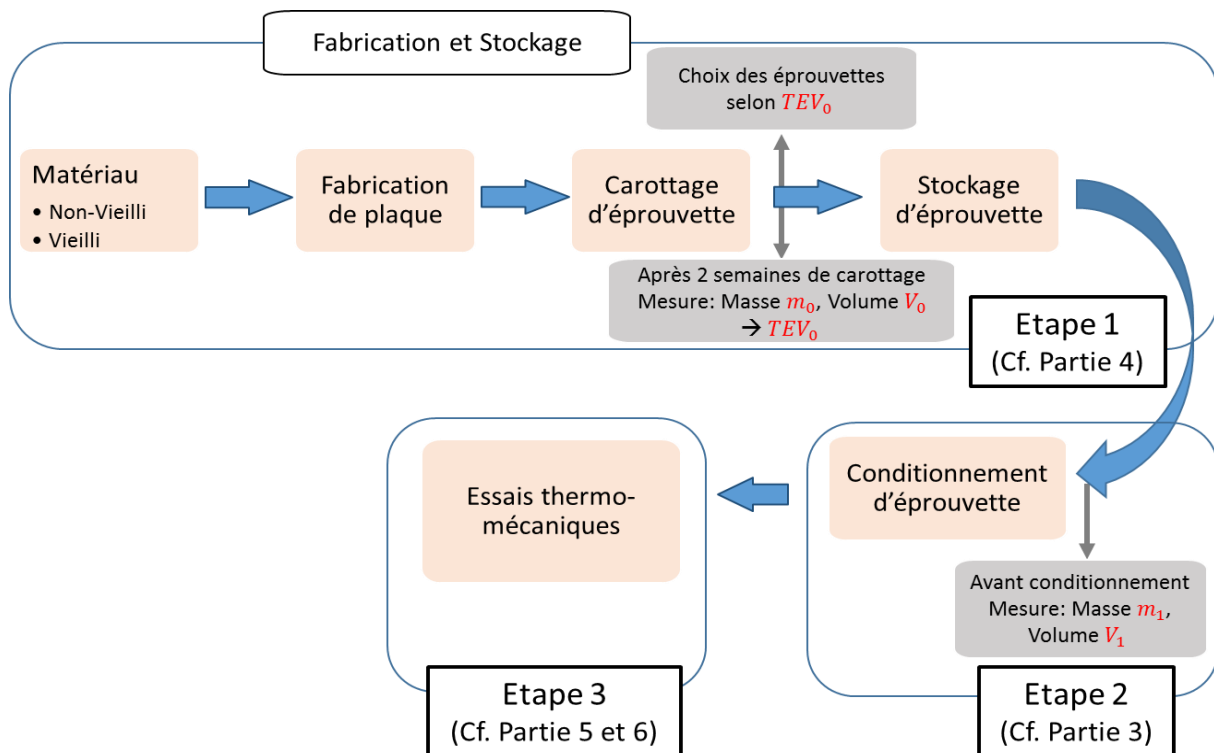 Fabrication et Stockage
Choix des éprouvettes
selon TEV₀
Matériau
• Non-Vieilli
• Vieilli
Fabrication
de plaque
Carottage
d’éprouvette
Stockage
d’éprouvette
Après 2 semaines de carottage
Mesure: Masse m₀, Volume V₀
→ TEV₀
Etape 1
(Cf. Partie 4)
Essais thermo-
mécaniques
Conditionnement
d’éprouvette
Avant conditionnement
Mesure: Masse m₁,
Volume V₁
Etape 3
(Cf. Partie 5 et 6)
Etape 2
(Cf. Partie 3)